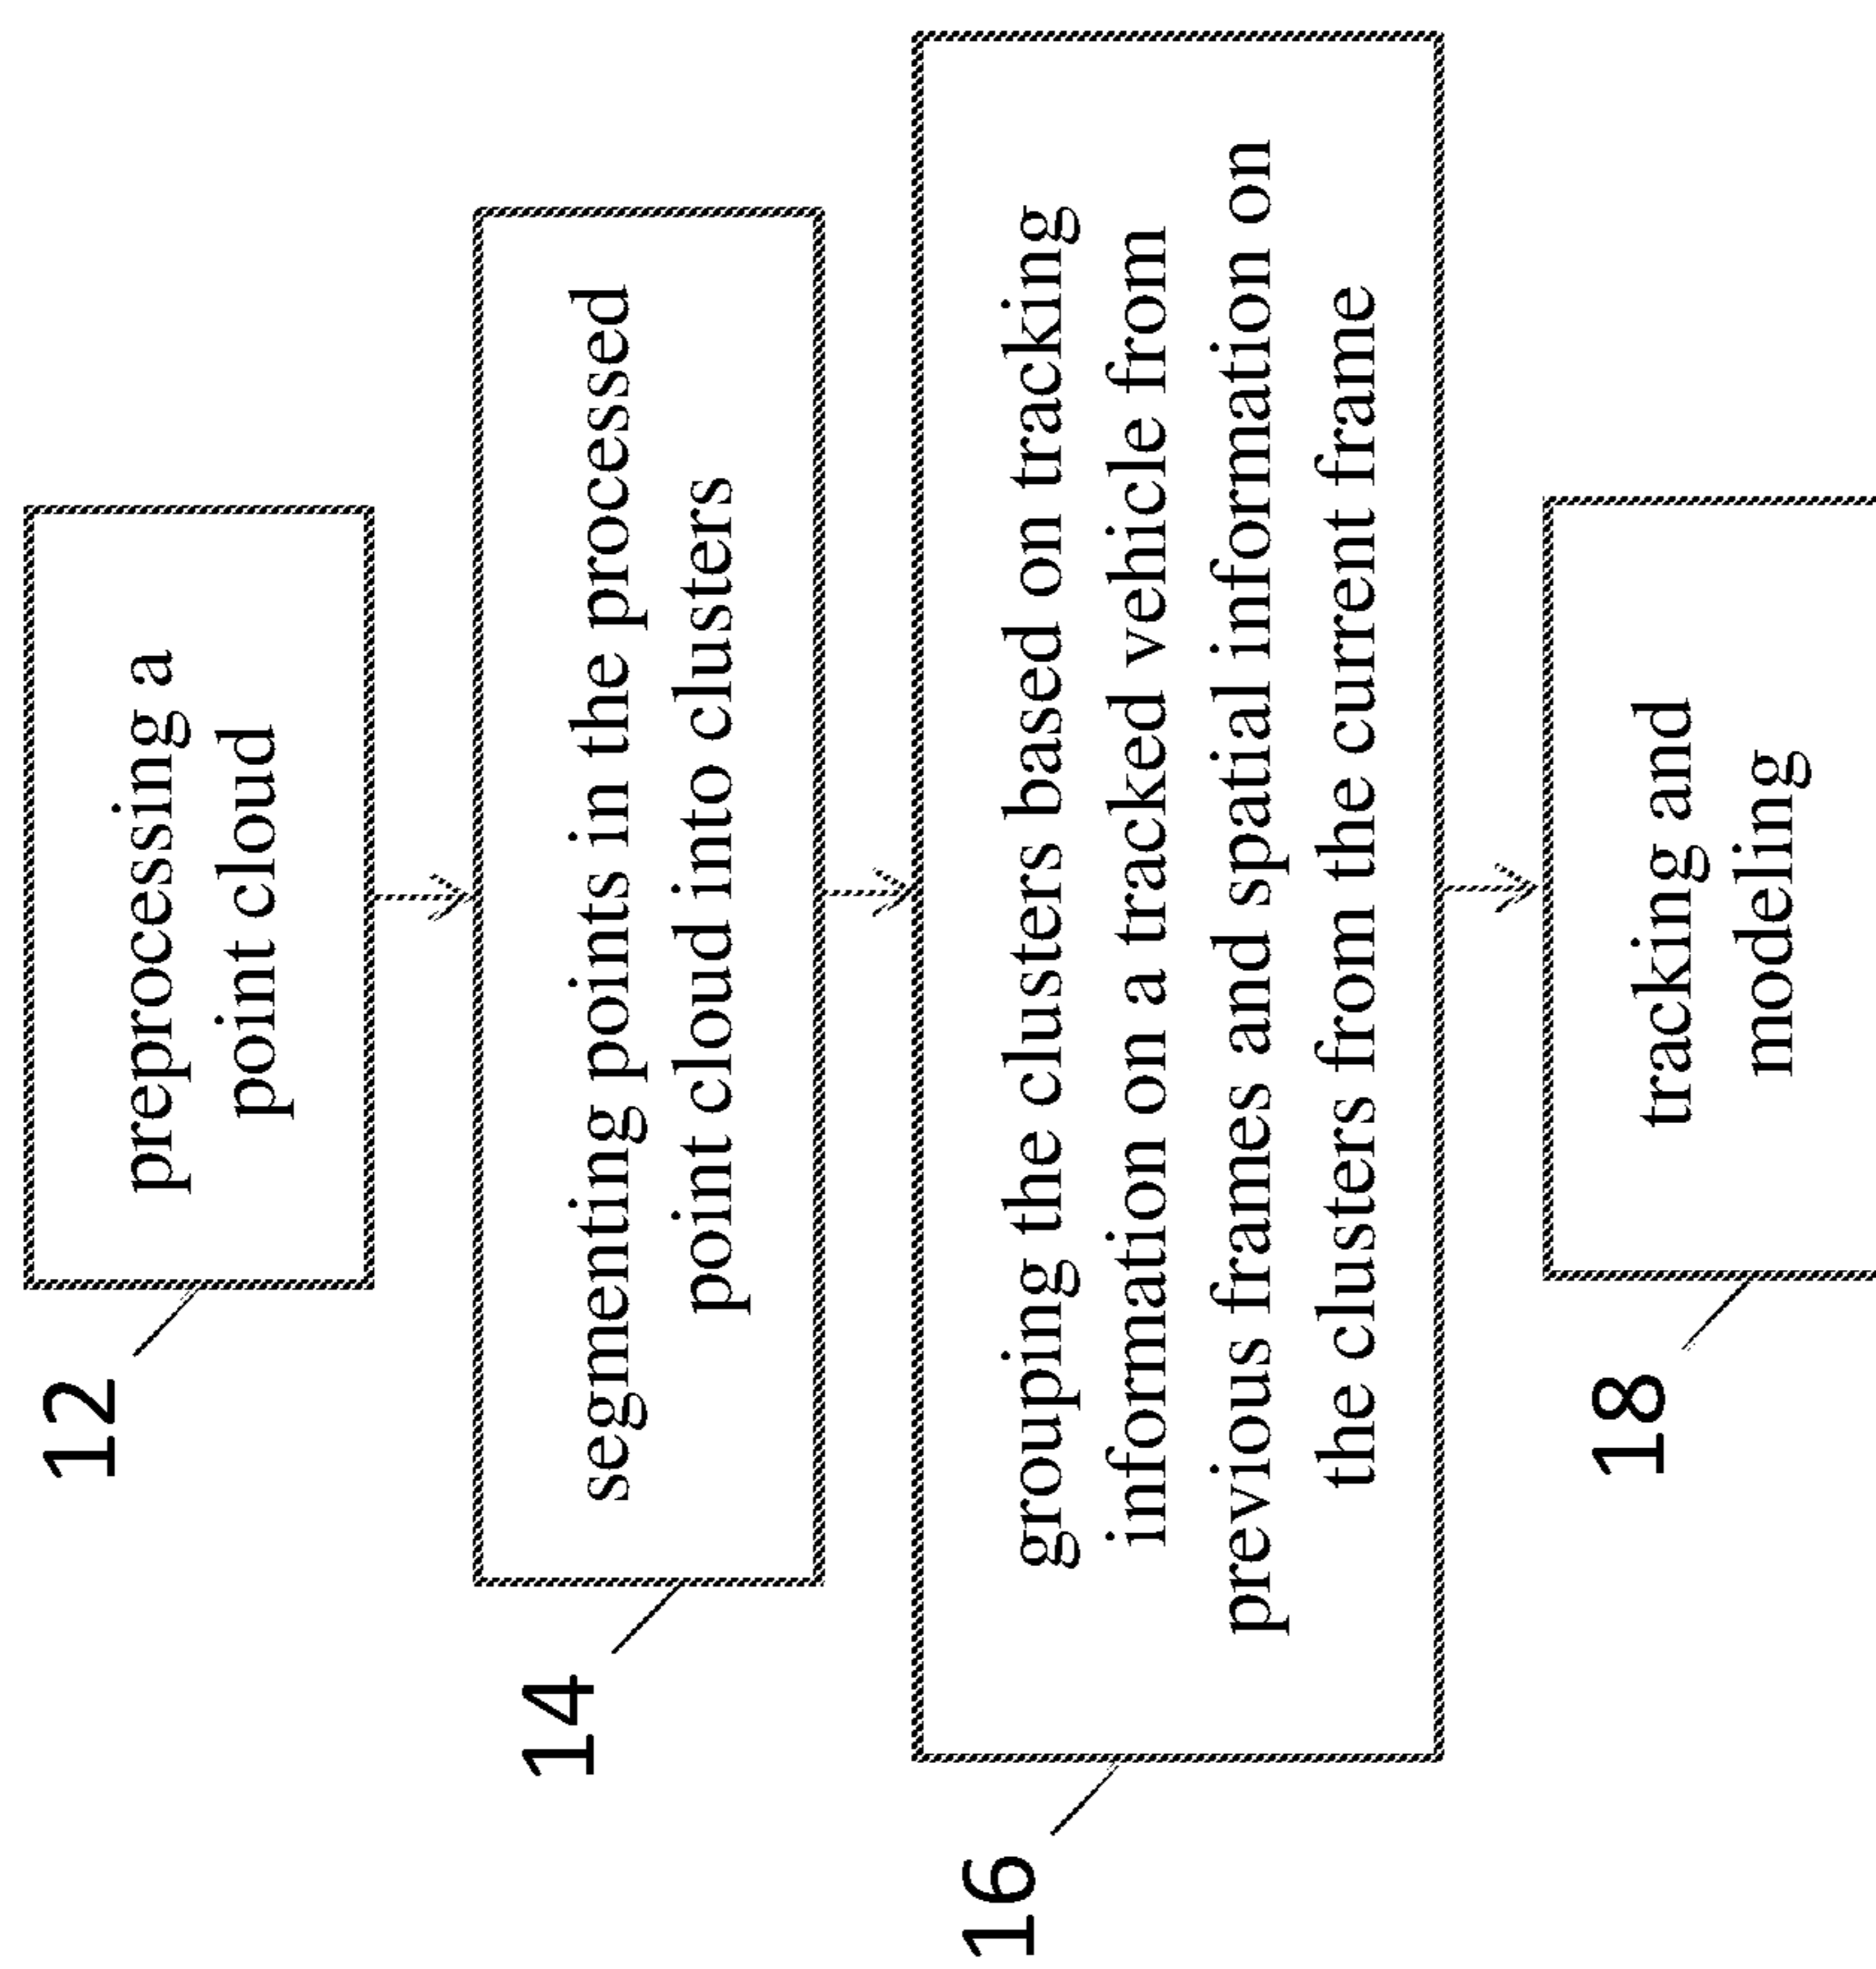 12
preprocessing a
point cloud
14
segmenting points in the processed
point cloud into clusters
16
grouping the clusters based on tracking
information on a tracked vehicle from
previous frames and spatial information on
the clusters from the current frame
18
tracking and
modeling